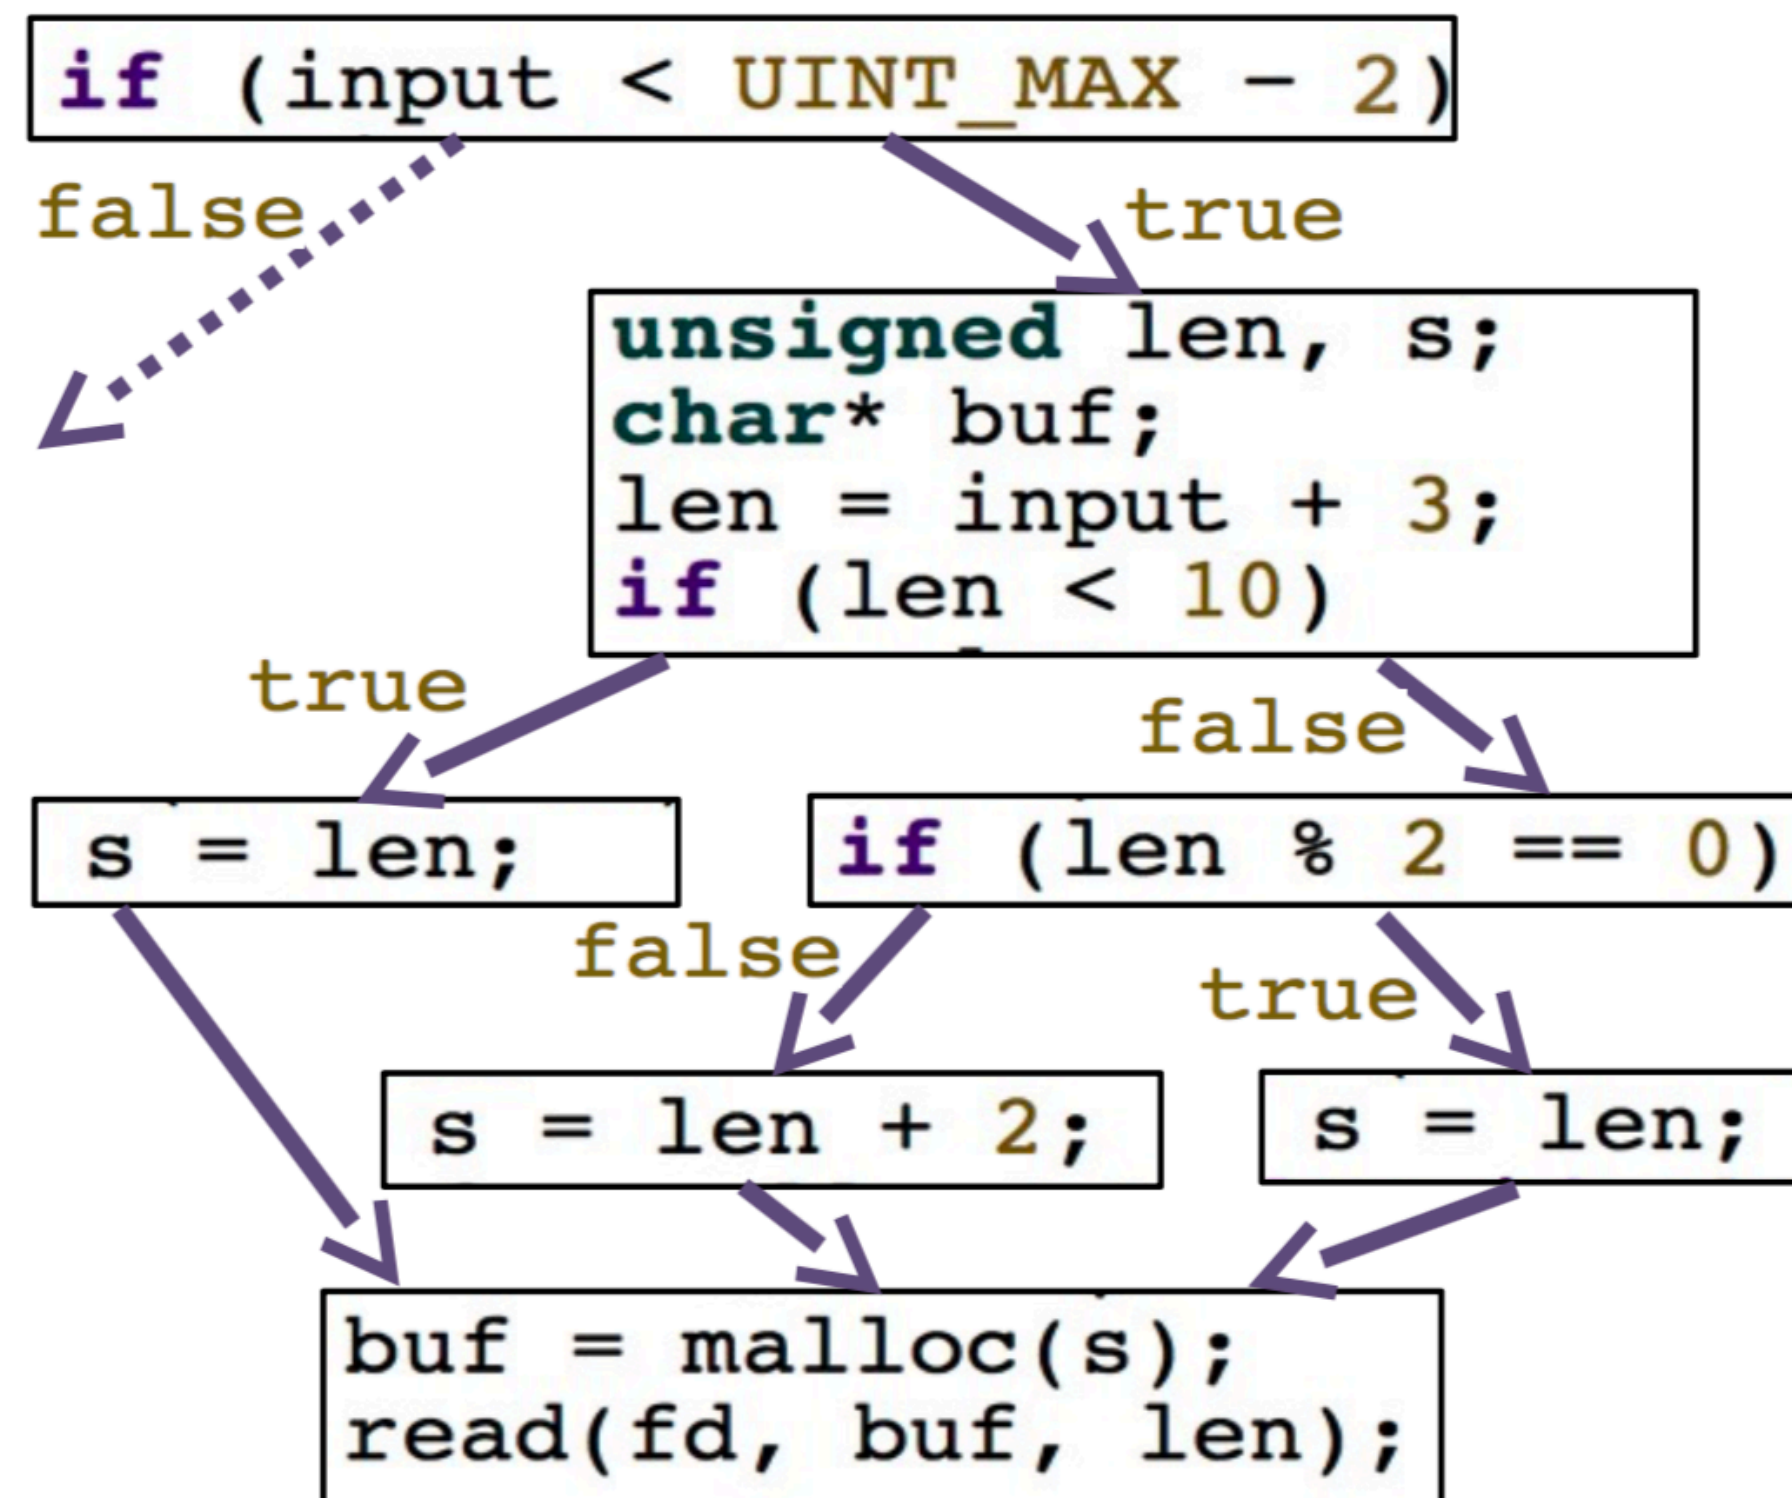 if (input < UINT_MAX - 2)
false
true
unsigned len, s;
char* buf;
len = input + 3;
if (len < 10)
true
false
s = len;
if (len % 2 == 0)
false
true
s = len + 2;
s = len;
buf = malloc(s);
read(fd, buf, len);